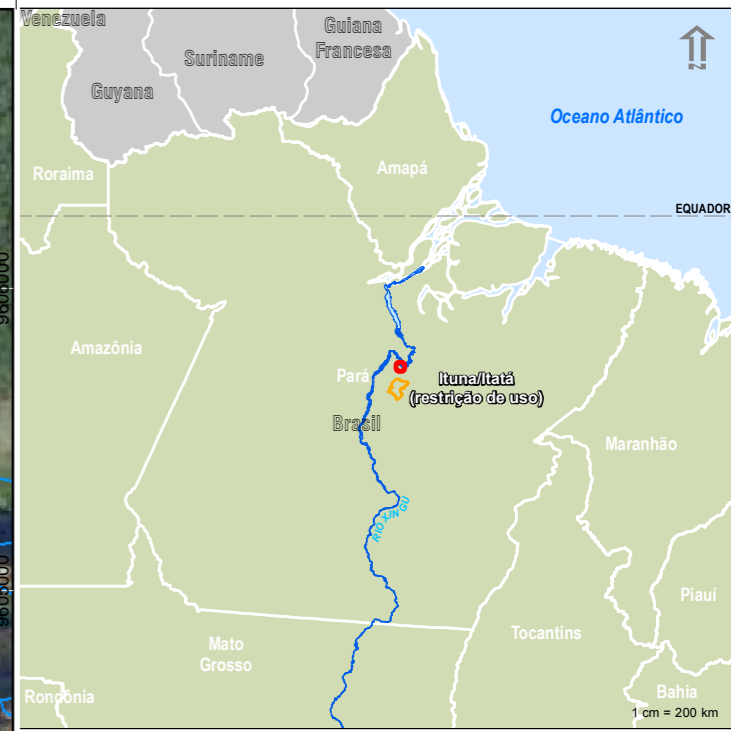 Venezuela
Guiana
Francesa
Suriname
Guyana
N
Oceano Atlântico
Roraima
Amapá
EQUADOR
Amazônia
Pará
Ituna/Itatá
(restrição de uso)
Brasil
Maranhão
RIO XINGU
Piauí
Tocantins
Mato
Grosso
Rondônia
Bahia
1 cm = 200 km